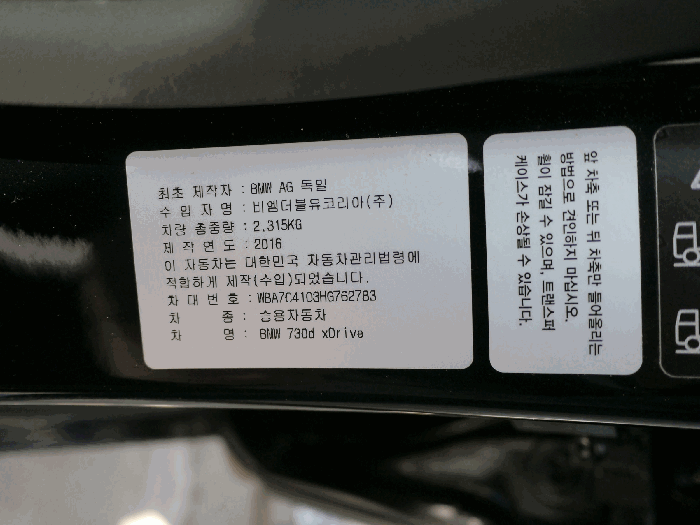 최초 제작자 : BMW AG 독일
수 입 자 명 : 비엠더블유코리아(주)
차량 총중량 : 2,315KG
제 작 연 도 : 2016
이 자동차는 대한민국 자동차관리법령에
적합하게 제작(수입)되었습니다.
차 대 번 호 : WBA7C4103HG762783
차 종 : 승용자동차
차 명 : BMW 730d xDrive
앞 차축 또는 뒤 차축만 들어올리는
방법으로 견인하지 마십시오.
휠이 잠길 수 있으며, 트랜스퍼
케이스가 손상될 수 있습니다.